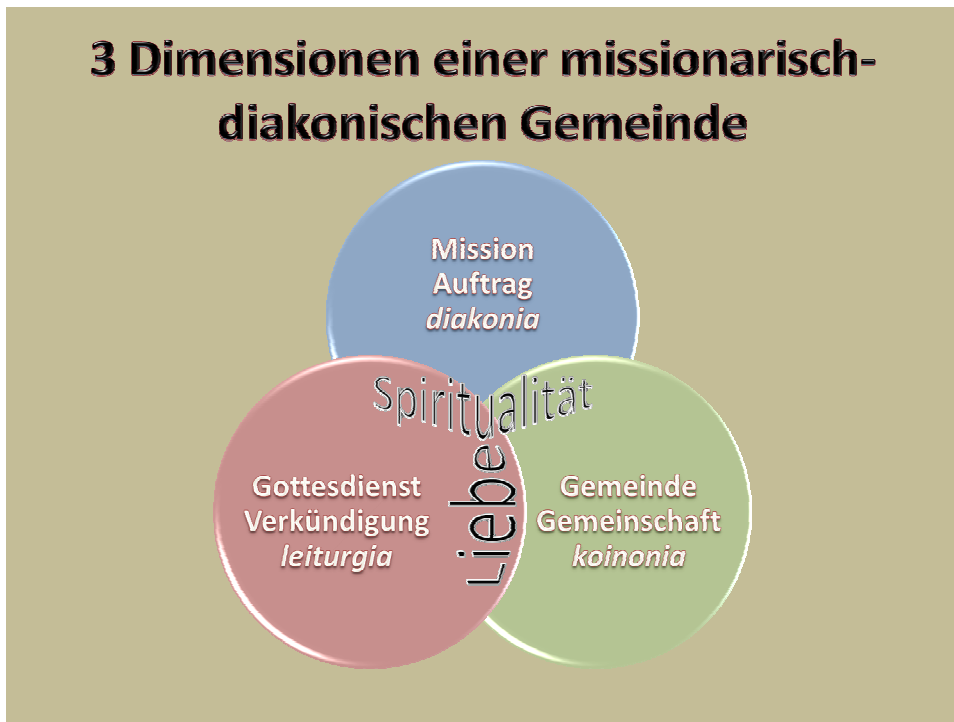 3 Dimensionen einer missionarisch-
diakonischen Gemeinde
Mission
Auftrag
diakonia
Spiritualität
Liebe
Gottesdienst
Verkündigung
leiturgia
Gemeinde
Gemeinschaft
koinonia